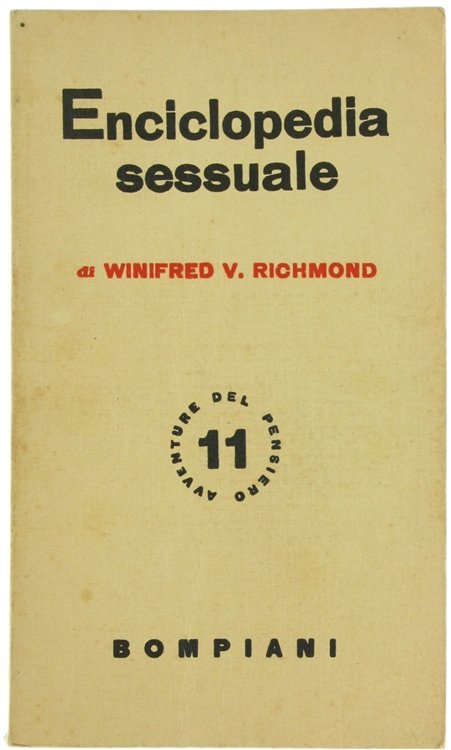 Enciclopedia
sessuale
di WINIFRED V. RICHMOND
AVVENTURE DEL PENSIERO
11
BOMPIANI